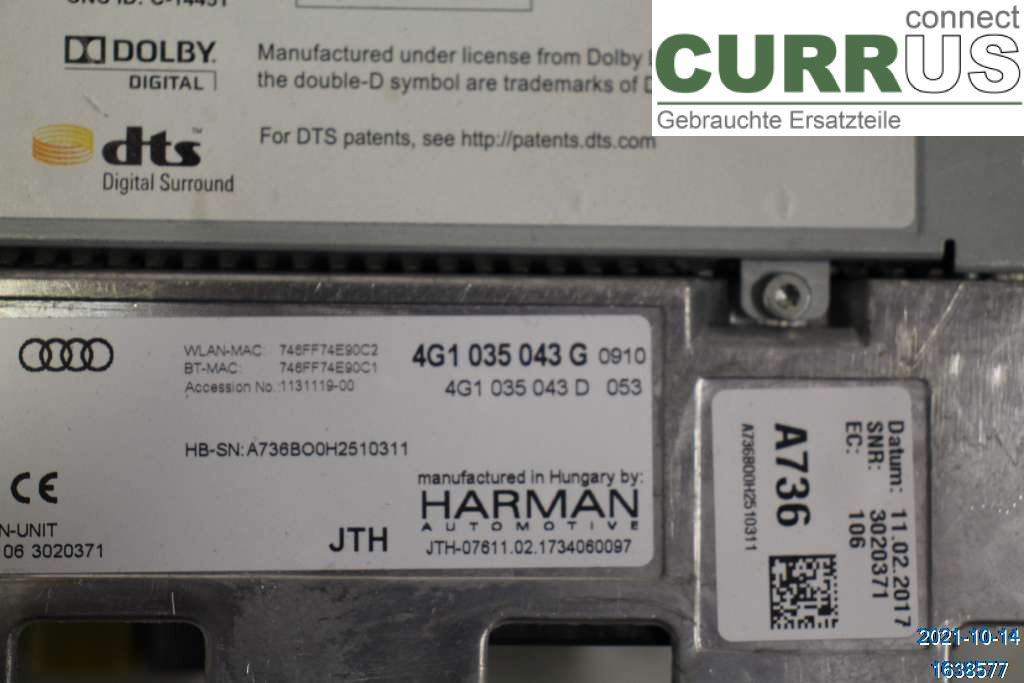 DOLBY
DIGITAL
Manufactured under license from Dolby
the double-D symbol are trademarks of
dts™
Digital Surround
For DTS patents, see http://patents.dts.com
connect
CURRUS
Gebrauchte Ersatzteile
WLAN-MAC: 746FF74E90C2
BT-MAC: 746FF74E90C1
Accession No.: 1131119-00
4G1 035 043 G 0910
4G1 035 043 D 053
HB-SN: A736BO0H2510311
CE
N-UNIT
06 3020371
JTH
manufactured in Hungary by:
HARMAN
AUTOMOTIVE
JTH-07611.02.1734060097
Datum: 11.02.2017
SNR: 3020371
EC: 106
A736
A736BO0H2510311
2021-10-14
1638577